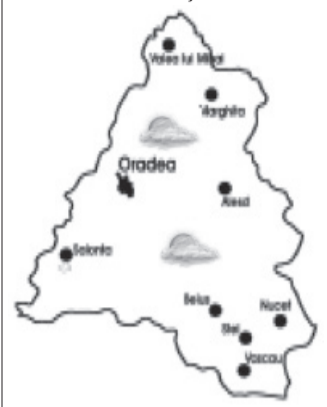 Valea lui Mihai
Marghita
Oradea
Alesd
Salonta
Beius
Nucet
Stei
Vascau